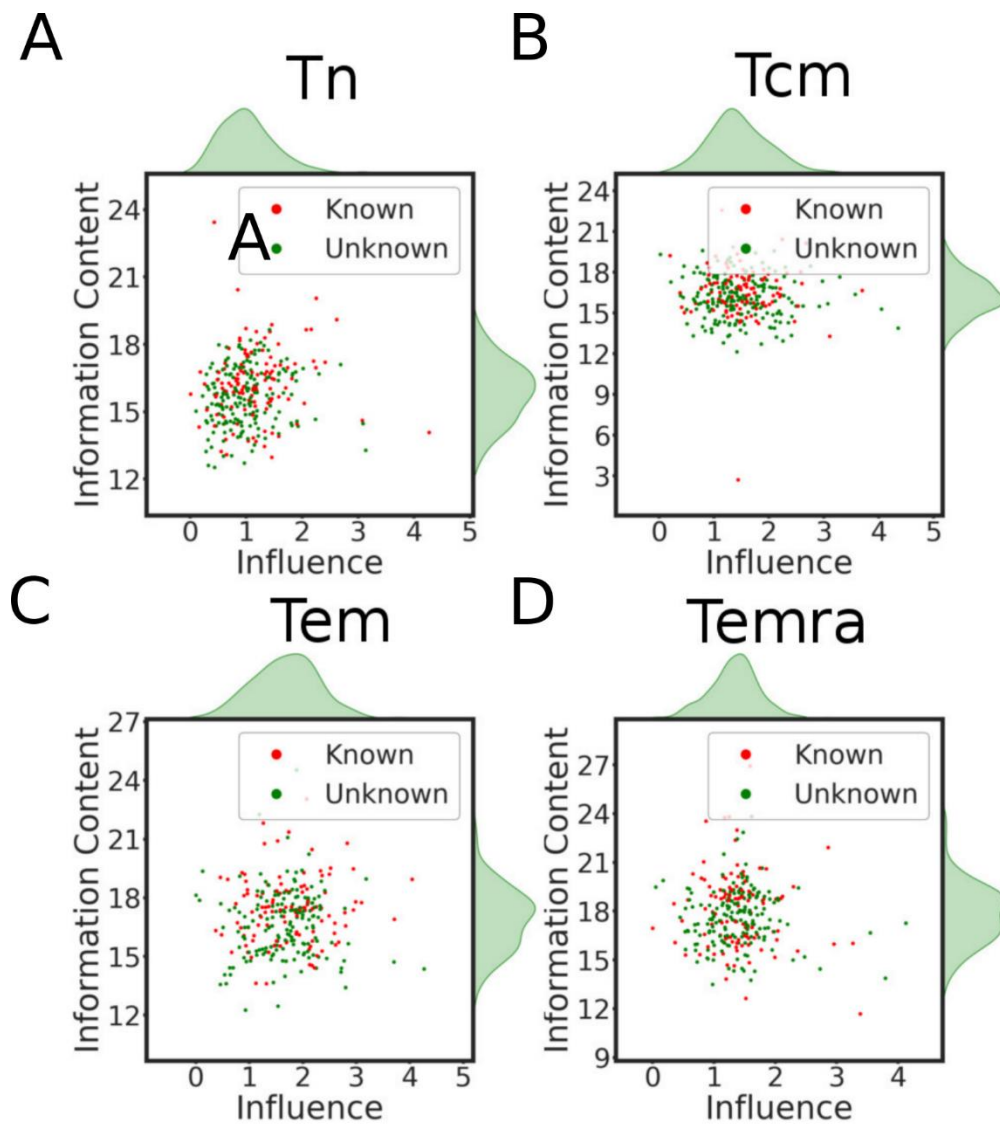 A
Tn
Information Content
24
21
18
15
12
A
Known
Unknown
0 1 2 3 4 5
Influence
B
Tcm
Information Content
24
21
18
15
12
9
6
3
Known
Unknown
0 1 2 3 4 5
Influence
C
Tem
Information Content
27
24
21
18
15
12
Known
Unknown
0 1 2 3 4 5
Influence
D
Temra
Information Content
27
24
21
18
15
12
9
Known
Unknown
0 1 2 3 4
Influence